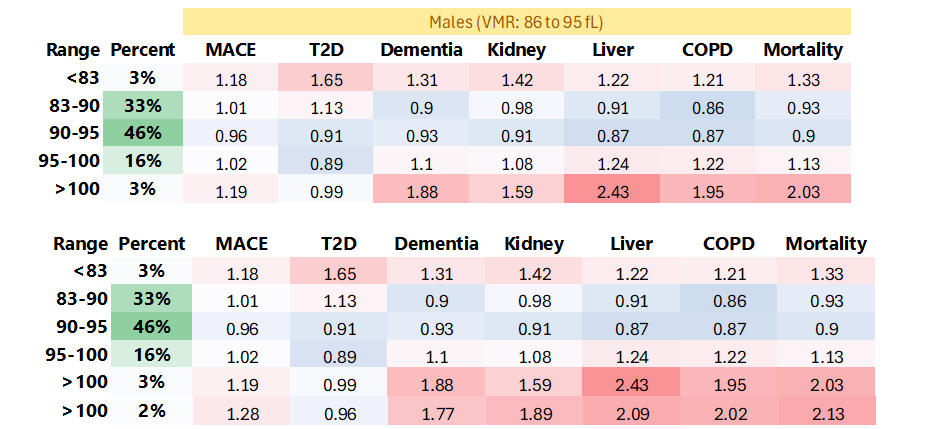 Males (VMR: 86 to 95 fL)
Range Percent MACE T2D Dementia Kidney Liver COPD Mortality
<83 3% 1.18 1.65 1.31 1.42 1.22 1.21 1.33
83-90 33% 1.01 1.13 0.9 0.98 0.91 0.86 0.93
90-95 46% 0.96 0.91 0.93 0.91 0.87 0.87 0.9
95-100 16% 1.02 0.89 1.1 1.08 1.24 1.22 1.13
>100 3% 1.19 0.99 1.88 1.59 2.43 1.95 2.03
Range Percent MACE T2D Dementia Kidney Liver COPD Mortality
<83 3% 1.18 1.65 1.31 1.42 1.22 1.21 1.33
83-90 33% 1.01 1.13 0.9 0.98 0.91 0.86 0.93
90-95 46% 0.96 0.91 0.93 0.91 0.87 0.87 0.9
95-100 16% 1.02 0.89 1.1 1.08 1.24 1.22 1.13
>100 3% 1.19 0.99 1.88 1.59 2.43 1.95 2.03
>100 2% 1.28 0.96 1.77 1.89 2.09 2.02 2.13